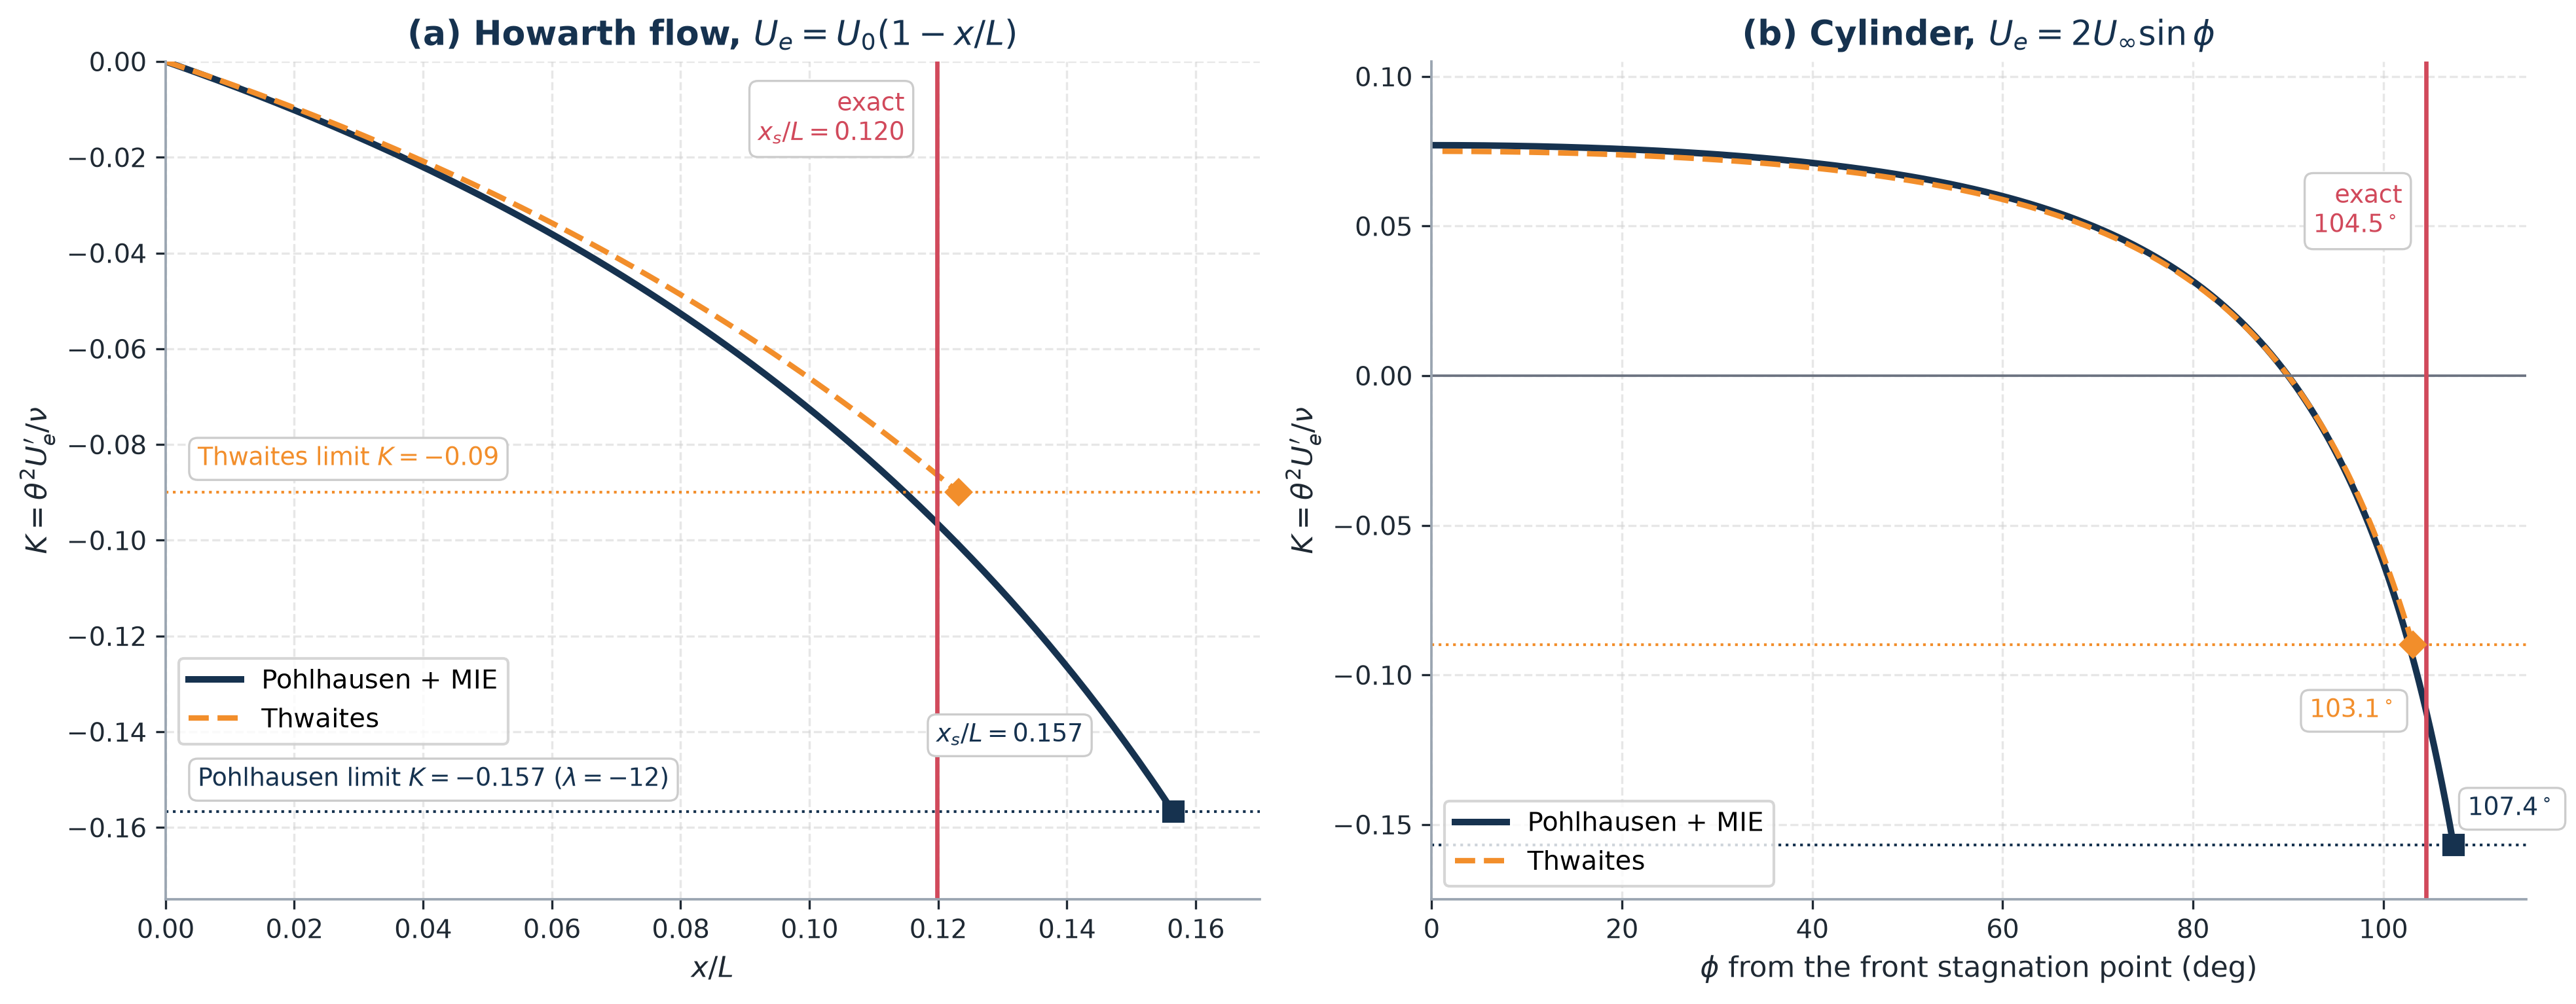 (a) Howarth flow, U_e = U_0(1 − x/L)
0.00
−0.02
−0.04
−0.06
−0.08
−0.10
−0.12
−0.14
−0.16
K = θ²U′_e/ν
exact
x_s/L = 0.120
Thwaites limit K = −0.09
Pohlhausen + MIE
Thwaites
x_s/L = 0.157
Pohlhausen limit K = −0.157 (λ = −12)
0.00 0.02 0.04 0.06 0.08 0.10 0.12 0.14 0.16
x/L
(b) Cylinder, U_e = 2U_∞ sin ϕ
0.10
0.05
0.00
−0.05
−0.10
−0.15
K = θ²U′_e/ν
exact
104.5°
103.1°
107.4°
Pohlhausen + MIE
Thwaites
0 20 40 60 80 100
ϕ from the front stagnation point (deg)